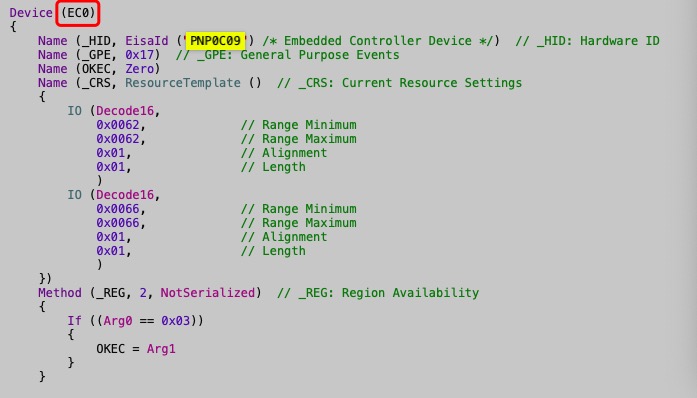 Device (EC0)
{
Name (_HID, EisaId ("PNP0C09") /* Embedded Controller Device */)  // _HID: Hardware ID
Name (_GPE, 0x17)  // _GPE: General Purpose Events
Name (OKEC, Zero)
Name (_CRS, ResourceTemplate ()  // _CRS: Current Resource Settings
{
IO (Decode16,
0x0062,             // Range Minimum
0x0062,             // Range Maximum
0x01,               // Alignment
0x01,               // Length
)
IO (Decode16,
0x0066,             // Range Minimum
0x0066,             // Range Maximum
0x01,               // Alignment
0x01,               // Length
)
})
Method (_REG, 2, NotSerialized)  // _REG: Region Availability
{
If ((Arg0 == 0x03))
{
OKEC = Arg1
}
}